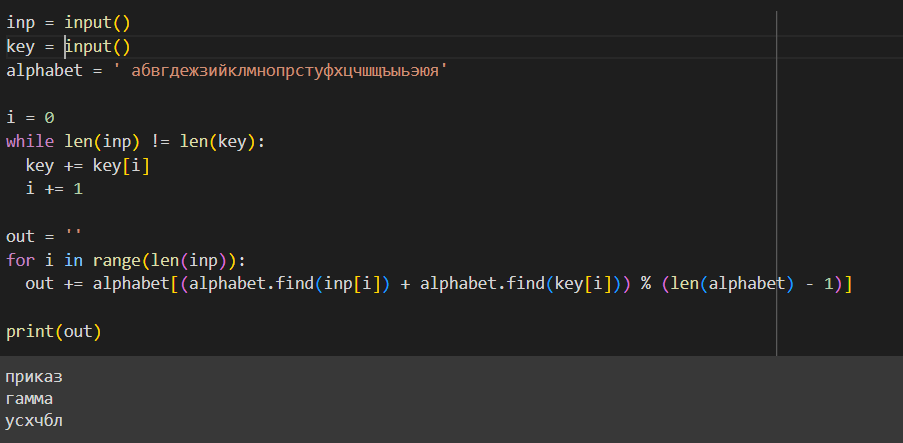 inp = input()
key = input()
alphabet = ' абвгдежзийклмнопрстуфхцчшщъыьэюя'
i = 0
while len(inp) != len(key):
  key += key[i]
  i += 1
out = ''
for i in range(len(inp)):
  out += alphabet[(alphabet.find(inp[i]) + alphabet.find(key[i])) % (len(alphabet) - 1)]
print(out)
приказ
гамма
усхчбл